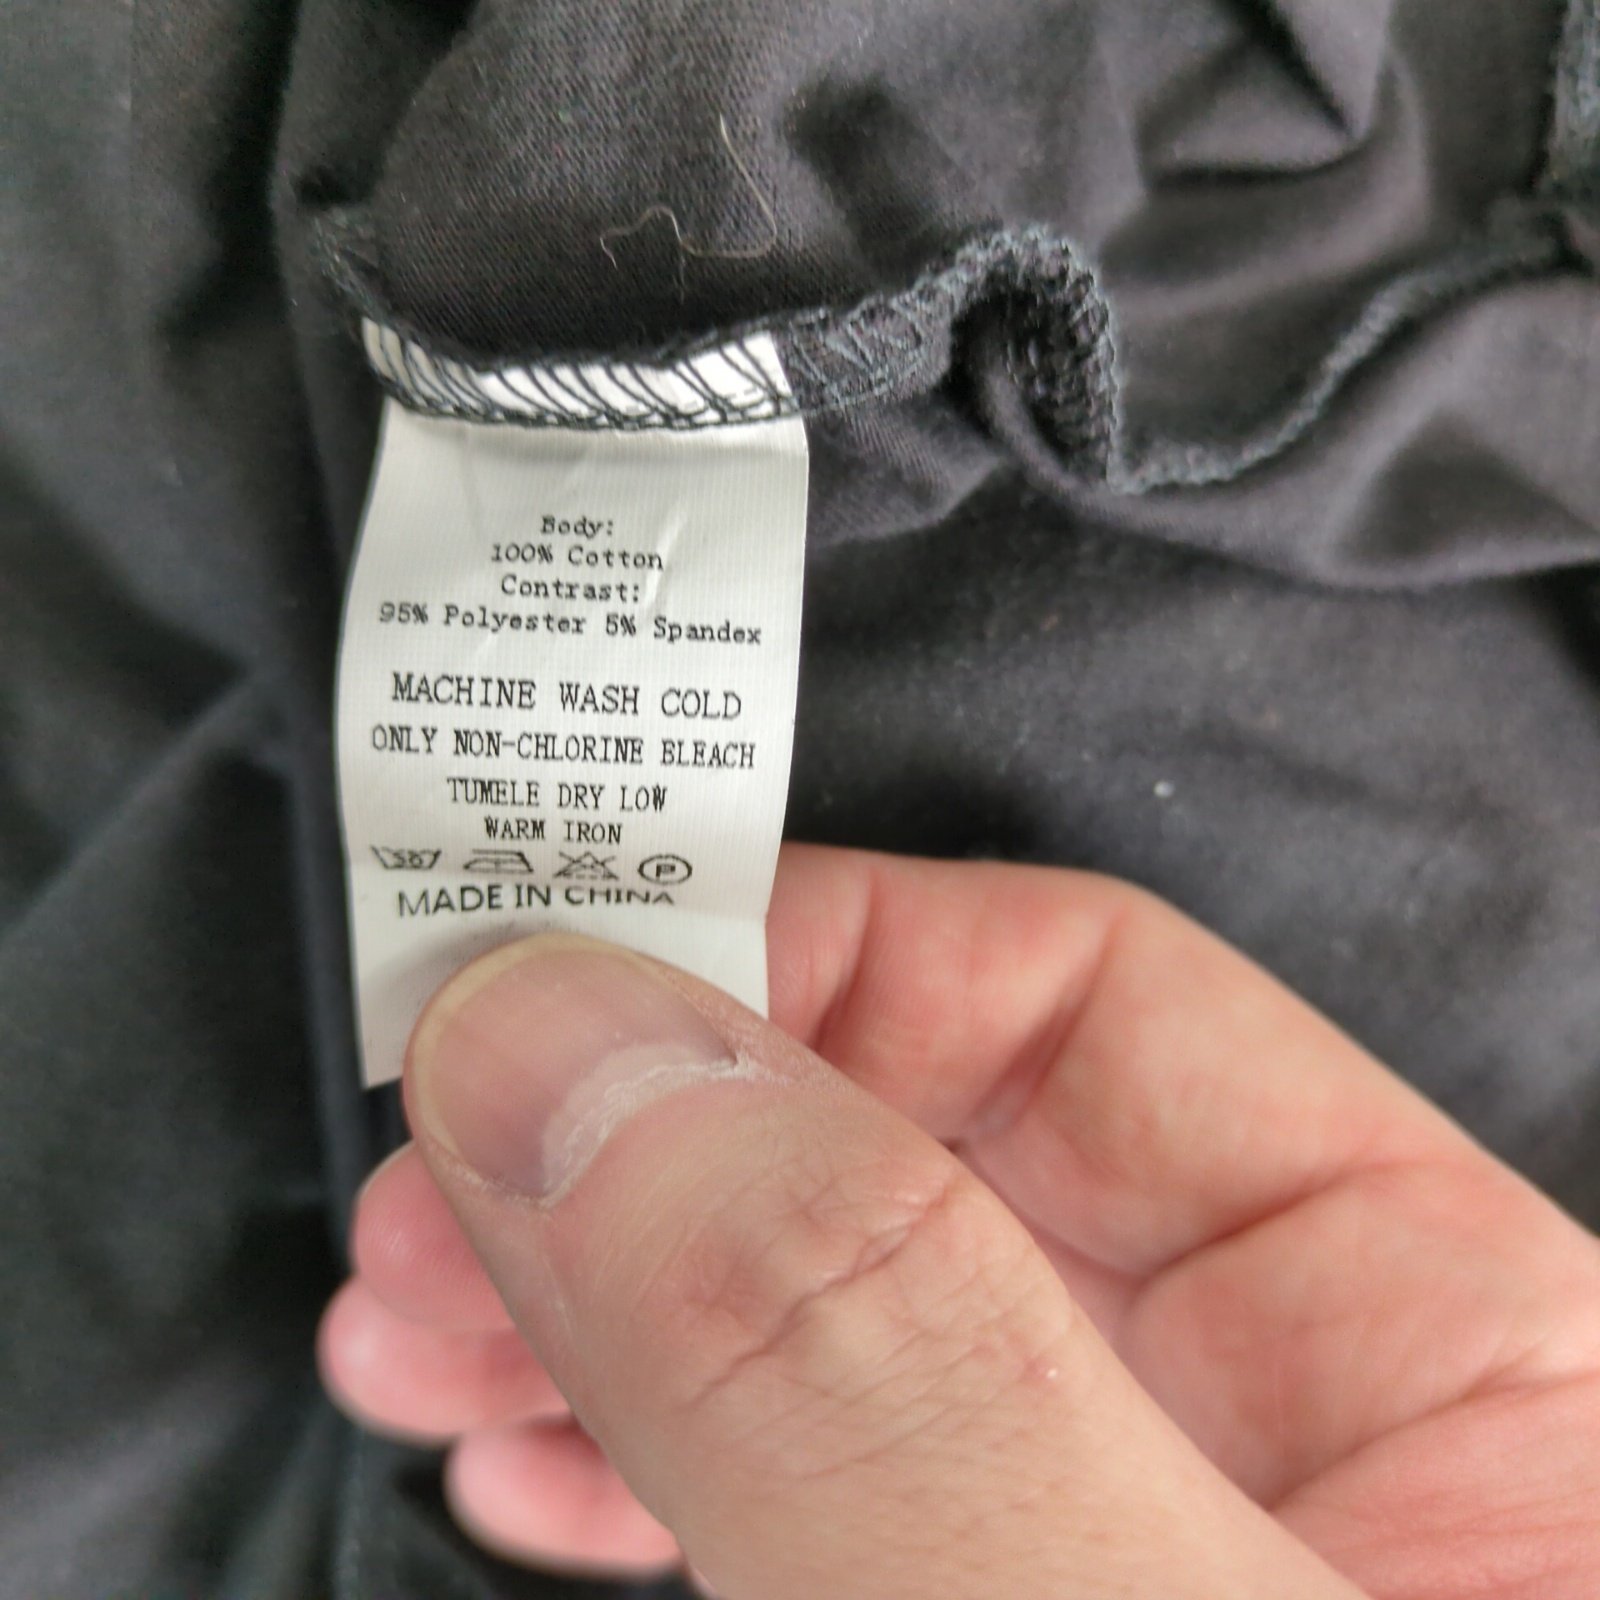 Body:
100% Cotton
Contrast:
95% Polyester 5% Spandex
MACHINE WASH COLD
ONLY NON-CHLORINE BLEACH
TUMELE DRY LOW
WARM IRON
30 P
MADE IN CHINA